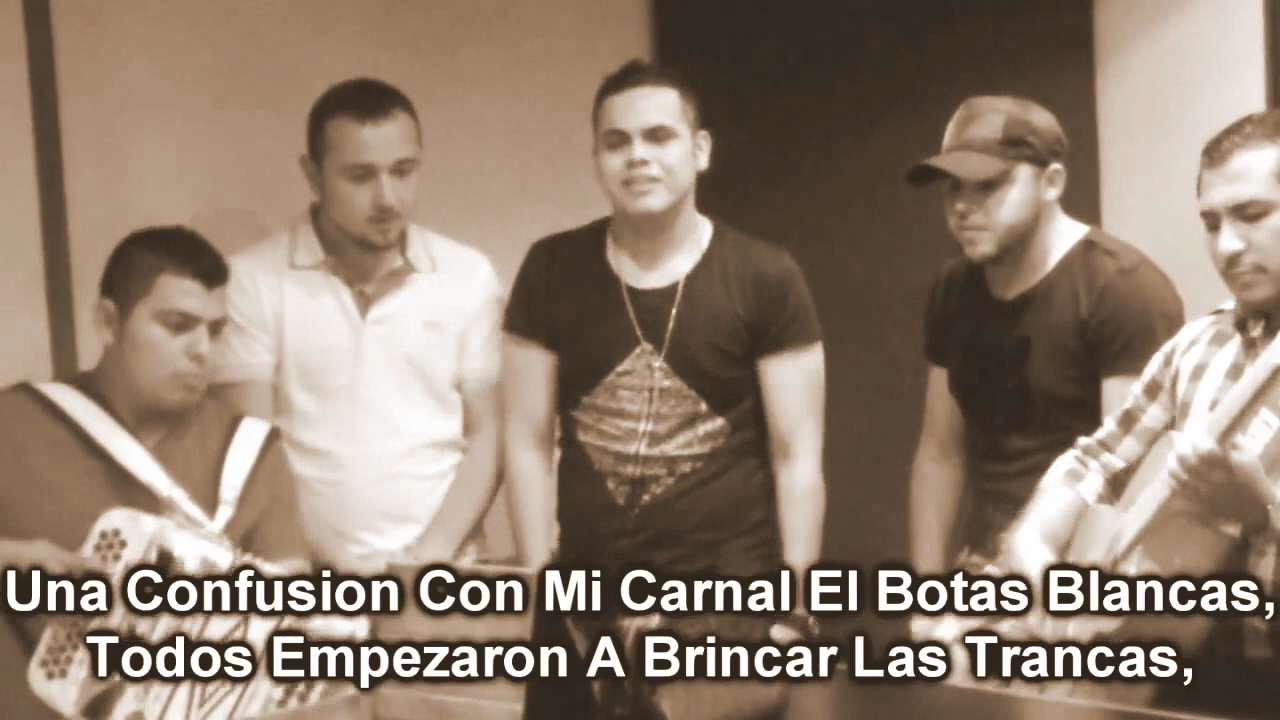 Una Confusion Con Mi Carnal El Botas Blancas,
Todos Empezaron A Brincar Las Trancas,